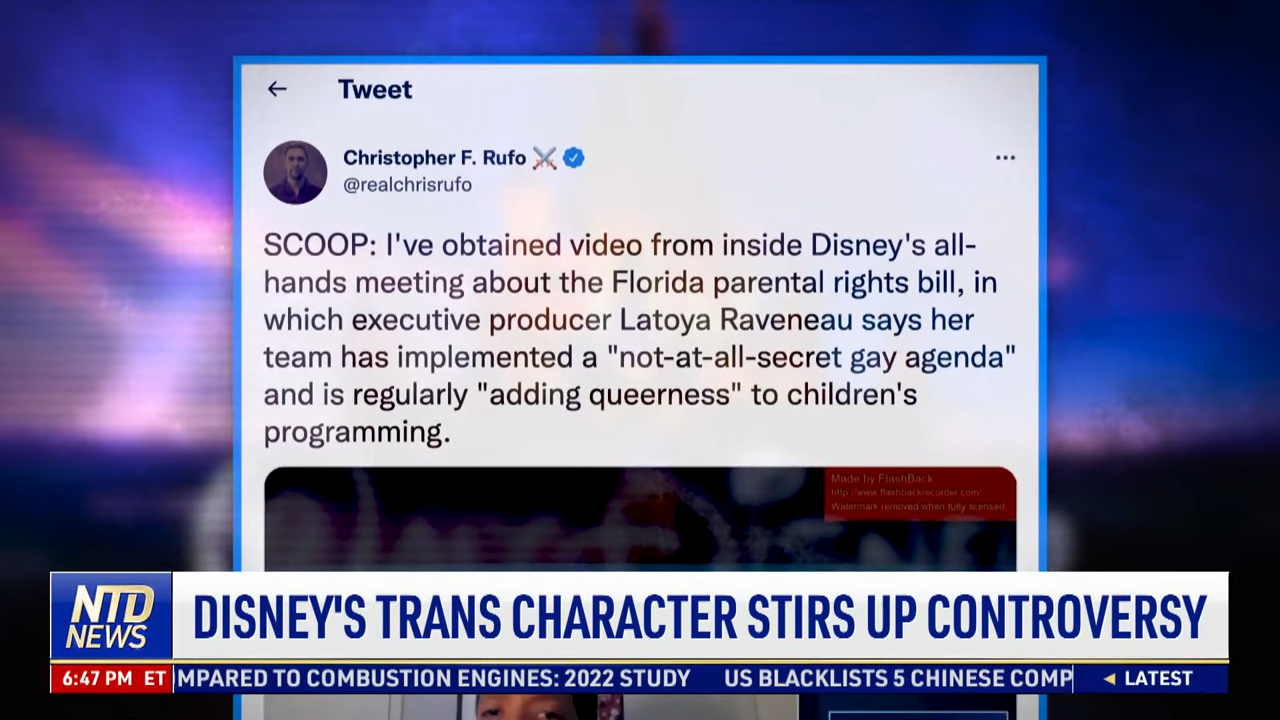 Tweet
Christopher F. Rufo
@realchrisrufo
SCOOP: I've obtained video from inside Disney's all-
hands meeting about the Florida parental rights bill, in
which executive producer Latoya Raveneau says her
team has implemented a "not-at-all-secret gay agenda"
and is regularly "adding queerness" to children's
programming.
Made by FlashBack
http://www.flashbackrecorder.com/
Watermark removed when fully licensed
NTD
NEWS
DISNEY'S TRANS CHARACTER STIRS UP CONTROVERSY
6:47 PM ET
MPARED TO COMBUSTION ENGINES: 2022 STUDY US BLACKLISTS 5 CHINESE COMP
LATEST